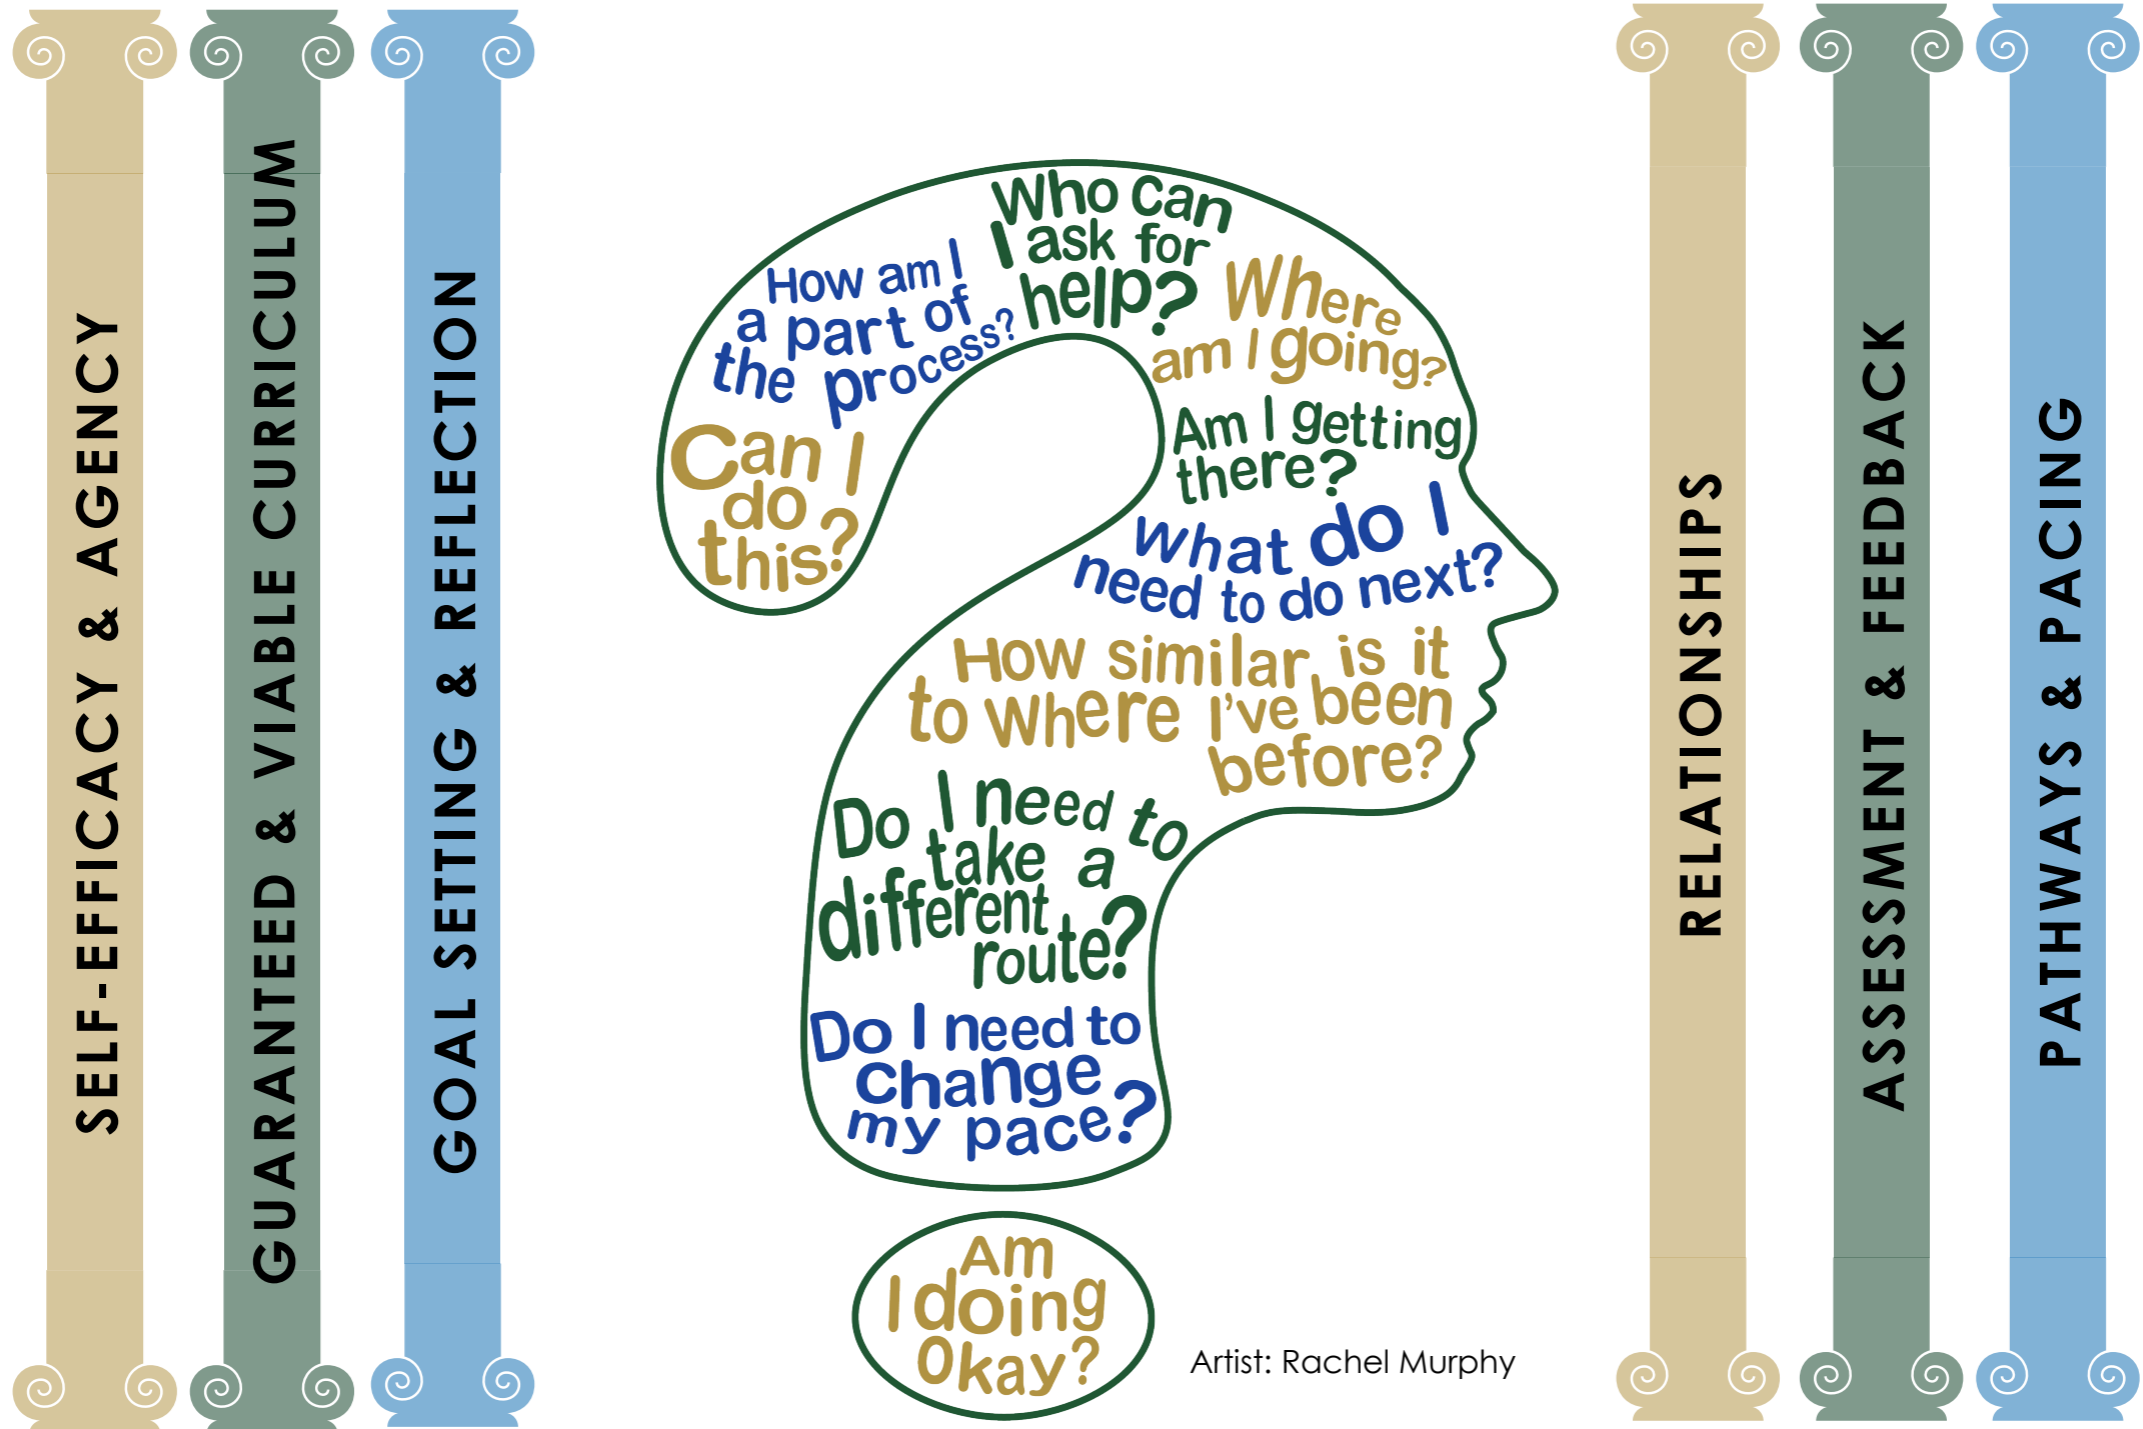 SELF-EFFICACY & AGENCY
GUARANTEED & VIABLE CURRICULUM
GOAL SETTING & REFLECTION
Can I
do
this?
How am I
a part of
the process?
Who can
I ask for
help?
Where
am I going?
Am I getting
there?
What do I
need to do next?
How similar is it
to where I've been
before?
Do I need to
take a
different
route?
Do I need to
change
my pace?
Am
I doing
Okay?
Artist: Rachel Murphy
RELATIONSHIPS
ASSESSMENT & FEEDBACK
PATHWAYS & PACING